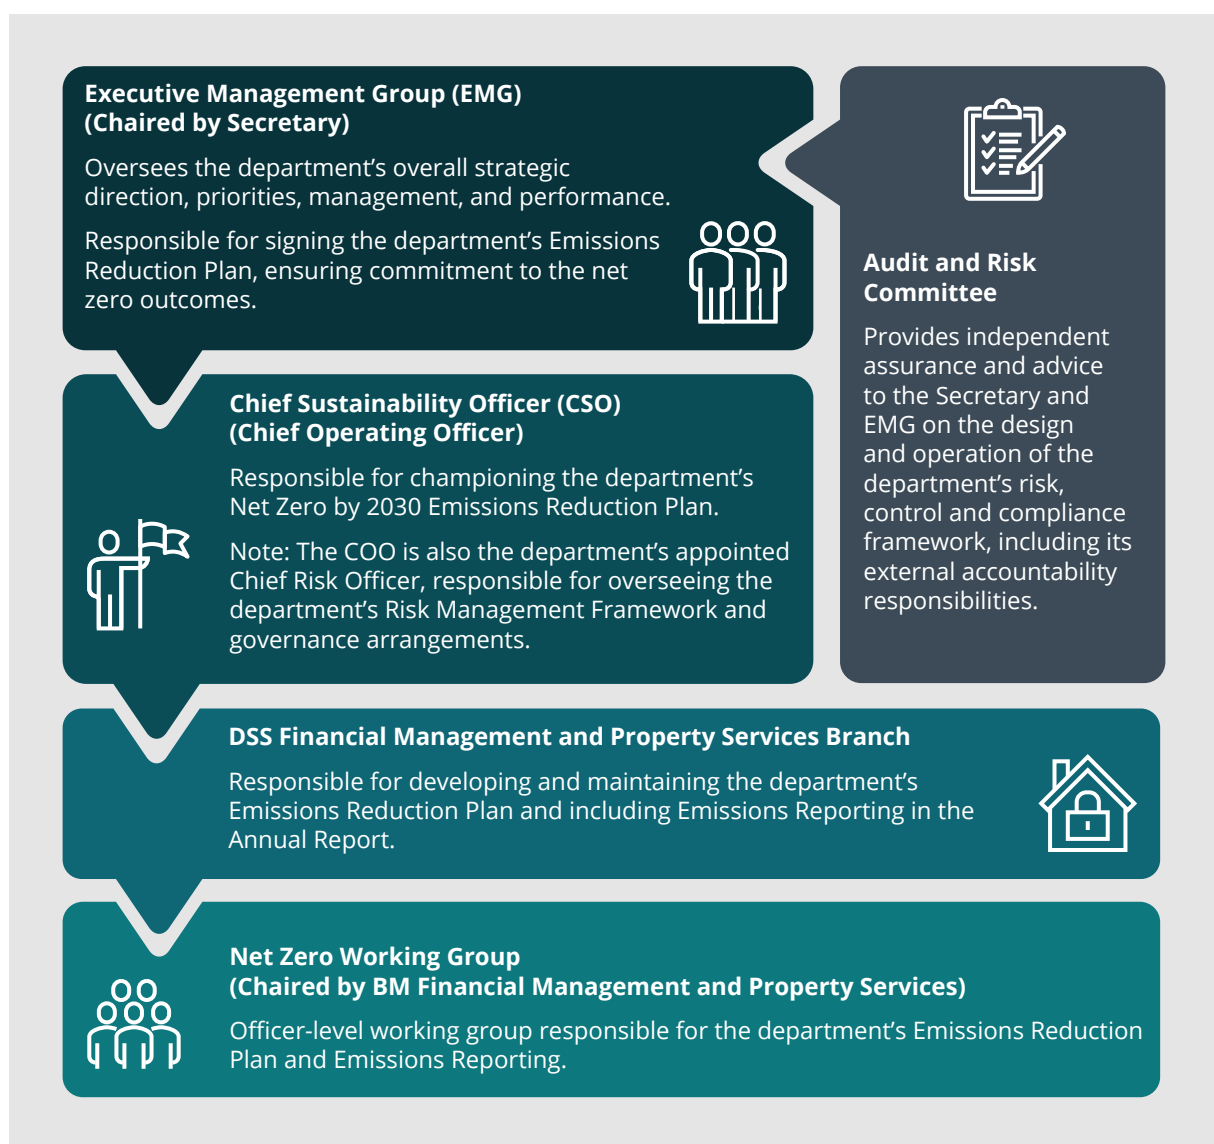 Executive Management Group (EMG)
(Chaired by Secretary)
Oversees the department’s overall strategic
direction, priorities, management, and performance.
Responsible for signing the department’s Emissions
Reduction Plan, ensuring commitment to the net
zero outcomes.
Audit and Risk
Committee
Provides independent
assurance and advice
to the Secretary and
EMG on the design
and operation of the
department’s risk,
control and compliance
framework, including its
external accountability
responsibilities.
Chief Sustainability Officer (CSO)
(Chief Operating Officer)
Responsible for championing the department’s
Net Zero by 2030 Emissions Reduction Plan.
Note: The COO is also the department’s appointed
Chief Risk Officer, responsible for overseeing the
department’s Risk Management Framework and
governance arrangements.
DSS Financial Management and Property Services Branch
Responsible for developing and maintaining the department’s
Emissions Reduction Plan and including Emissions Reporting in the
Annual Report.
Net Zero Working Group
(Chaired by BM Financial Management and Property Services)
Officer-level working group responsible for the department’s Emissions Reduction
Plan and Emissions Reporting.